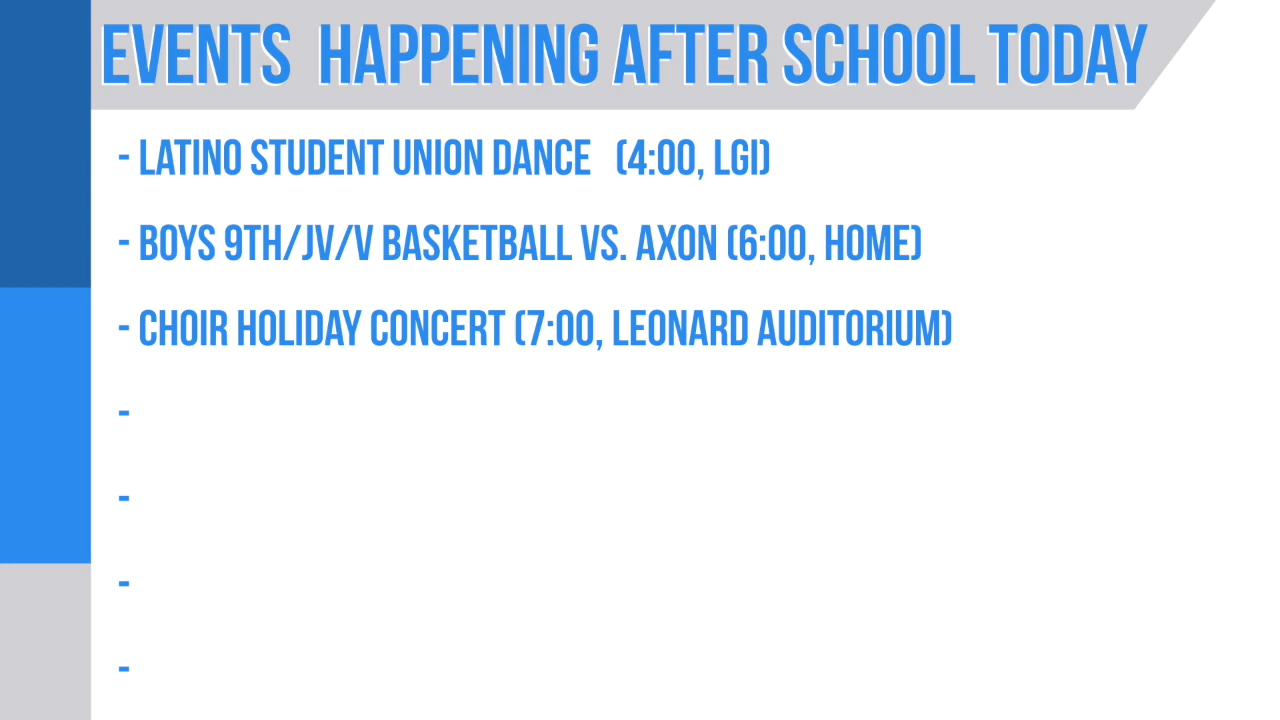 EVENTS HAPPENING AFTER SCHOOL TODAY
- LATINO STUDENT UNION DANCE (4:00, LGI)
- BOYS 9TH/JV/V BASKETBALL VS. AXON (6:00, HOME)
- CHOIR HOLIDAY CONCERT (7:00, LEONARD AUDITORIUM)
-
-
-
-